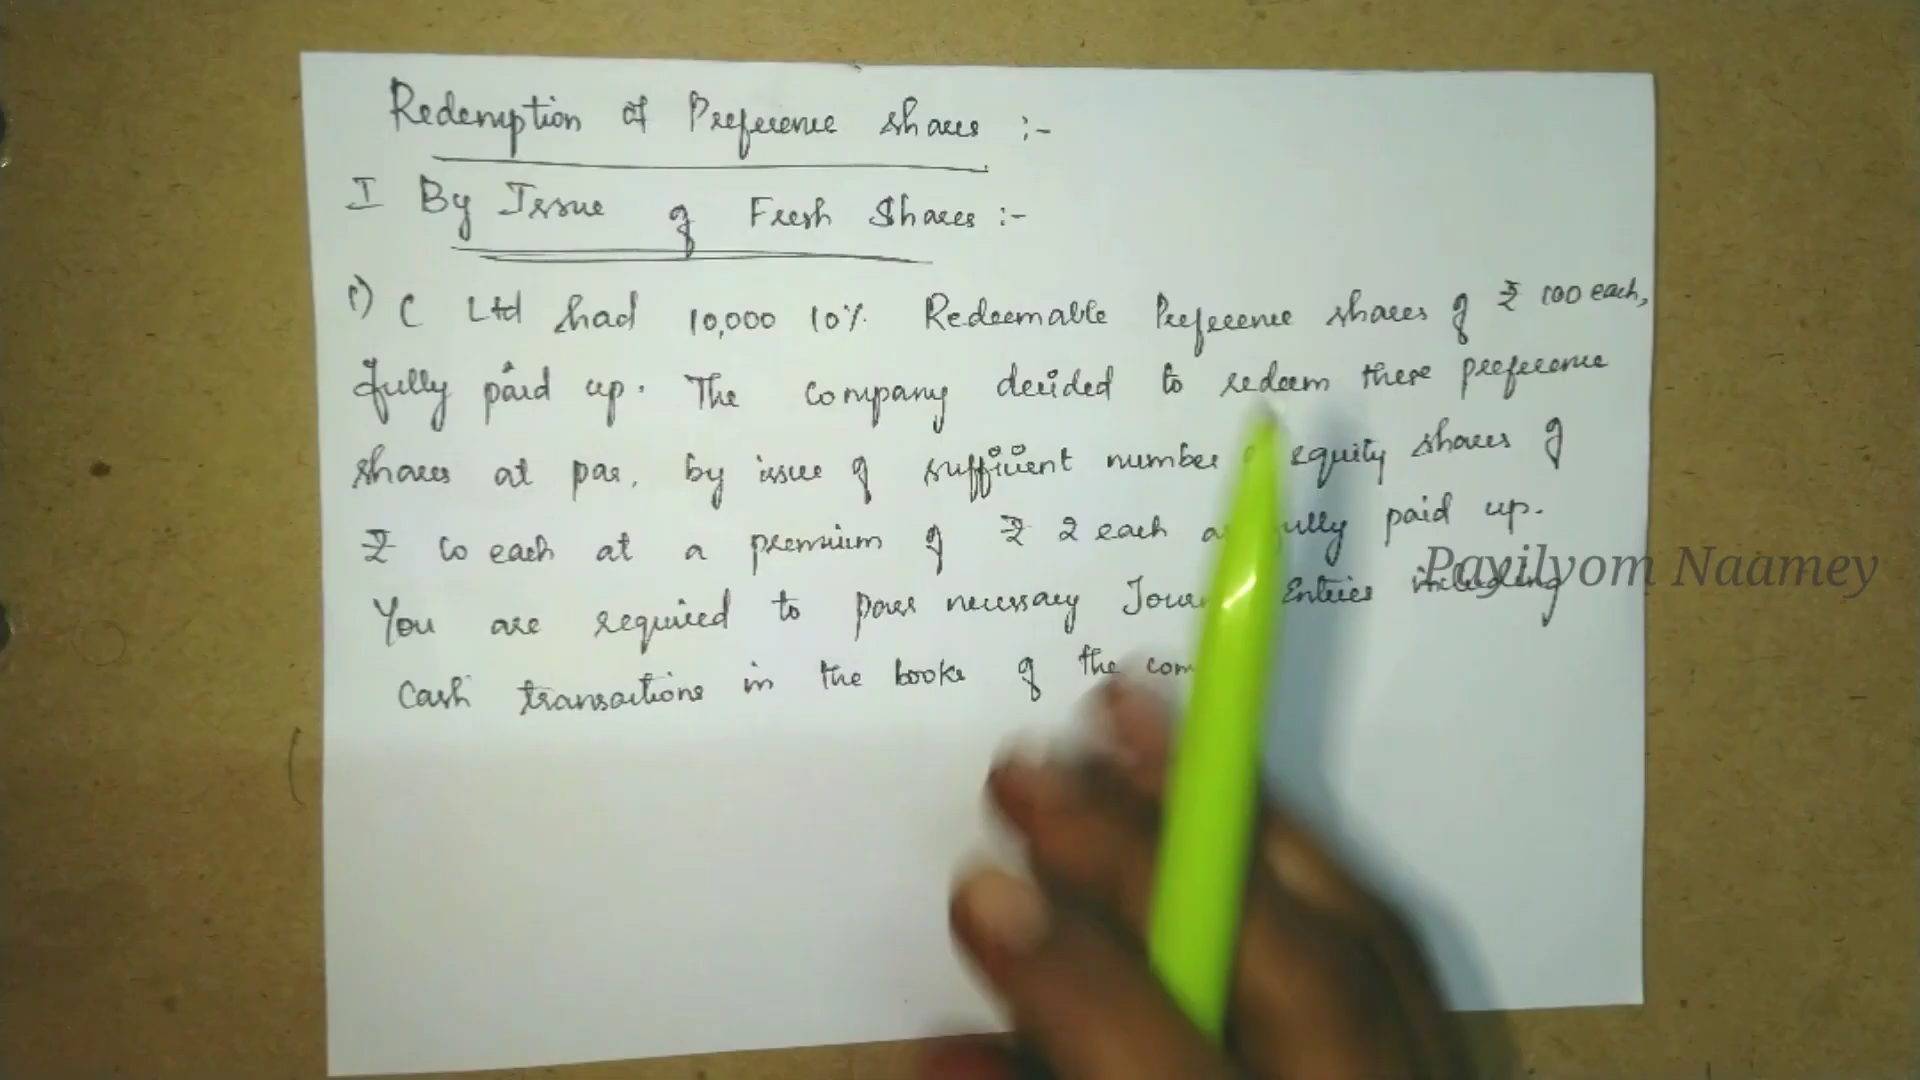 Redemption of Preference shares :-
I By Issue of Fresh Shares :-
1) C Ltd had 10,000 10% Redeemable Preference shares of ₹ 100 each,
fully paid up. The company decided to redeem these preference
shares at par, by issue of sufficient number equity shares of
₹ 10 each at a premium of ₹ 2 each fully paid up.
You are required to pass necessary Entries including
Cash transactions in the books of the
Payilyom Naamey